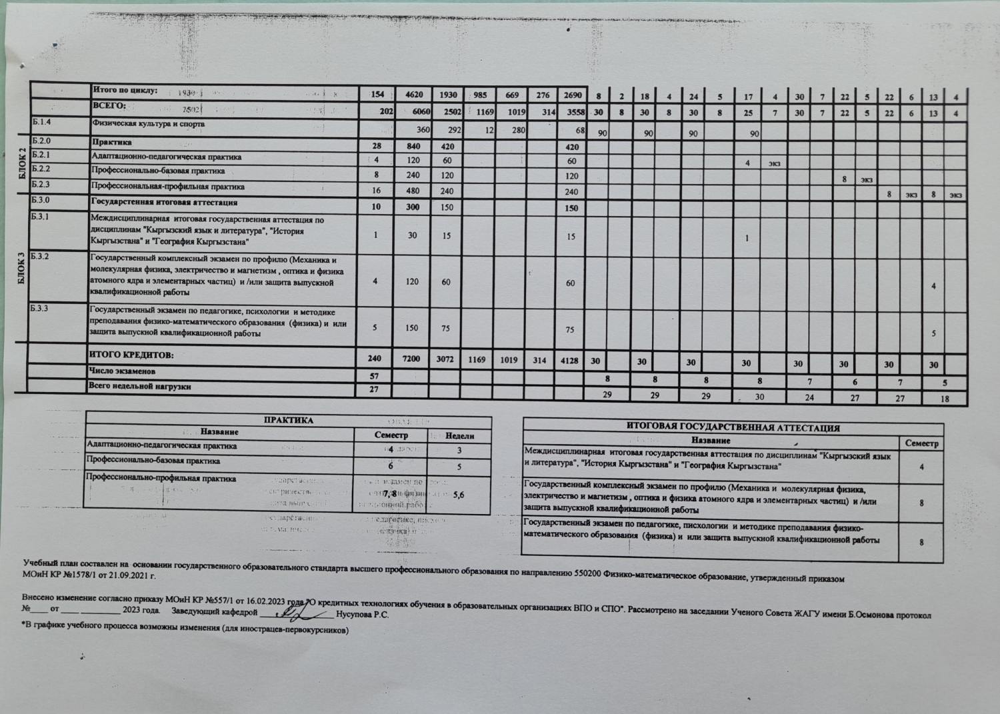 Итого по циклу: 154 4620 1930 985 669 276 2690 8 2 18 4 24 5 17 4 30 7 22 5 22 6 13 4
ВСЕГО: 202 6060 2502 1169 1019 314 3558 30 8 30 8 30 8 25 7 30 7 22 5 22 6 13 4
Б.1.4 Физическая культура и спорта 360 292 12 280 68 90 90 90 90
БЛОК 2
Б.2.0 Практика 28 840 420 420
Б.2.1 Адаптационно-педагогическая практика 4 120 60 60 4 экз
Б.2.2 Профессионально-базовая практика 8 240 120 120 8 экз
Б.2.3 Профессиональная-профильная практика 16 480 240 240 8 экз 8 экз
БЛОК 3
Б.3.0 Государстенная итоговая аттестация 10 300 150 150
Б.3.1 Междисциплинарная итоговая государственная аттестация по
дисциплинам "Кыргызский язык и литература", "История
Кыргызстана" и "География Кыргызстана" 1 30 15 15 1
Б.3.2 Государственный комплексный экзамен по профилю (Механика и
молекулярная физика, электричество и магнетизм , оптика и физика
атомного ядра и элементарных частиц) и /или защита выпускной
квалификационной работы 4 120 60 60 4
Б.3.3 Государственный экзамен по педагогике, психологии и методике
преподавания физико-математического образования (физика) и или
защита выпускной квалификационной работы 5 150 75 75 5
ИТОГО КРЕДИТОВ: 240 7200 3072 1169 1019 314 4128 30 30 30 30 30 30 30 30
Число экзаменов 57 8 8 8 8 7 6 7 5
Всего недельной нагрузки 27 29 29 29 30 24 27 27 18
ПРАКТИКА
Название Семестр Недели
Адаптационно-педагогическая практика 4 3
Профессионально-базовая практика 6 5
Профессионально-профильная практика 7, 8 5,6
ИТОГОВАЯ ГОСУДАРСТВЕННАЯ АТТЕСТАЦИЯ
Название Семестр
Междисциплинарная итоговая государственная аттестация по дисциплинам "Кыргызский язык
и литература", "История Кыргызстана" и "География Кыргызстана" 4
Государственный комплексный экзамен по профилю (Механика и молекулярная физика,
электричество и магнетизм , оптика и физика атомного ядра и элементарных частиц) и /или
защита выпускной квалификационной работы 8
Государственный экзамен по педагогике, писхологии и методике преподавания физико-
математического образования (физика) и или защита выпускной квалификационной работы 8
Учебный план составлен на основании государственного образовательного стандарта высшего профессионального образования по направлению 550200 Физико-математическое образование, утвержденный приказом
МОиН КР №1578/1 от 21.09.2021 г.
Внесено изменение согласно приказу МОиН КР №557/1 от 16.02.2023 года "О кредитных технологиях обучения в образовательных организациях ВПО и СПО". Рассмотрено на заседании Ученого Совета ЖАГУ имени Б.Осмонова протокол
№____ от ____ __________ 2023 года. Заведующий кафедрой ____________ Нусупова Р.С.
*В графике учебного процесса возможны изменения (для инострацев-первокурсников)